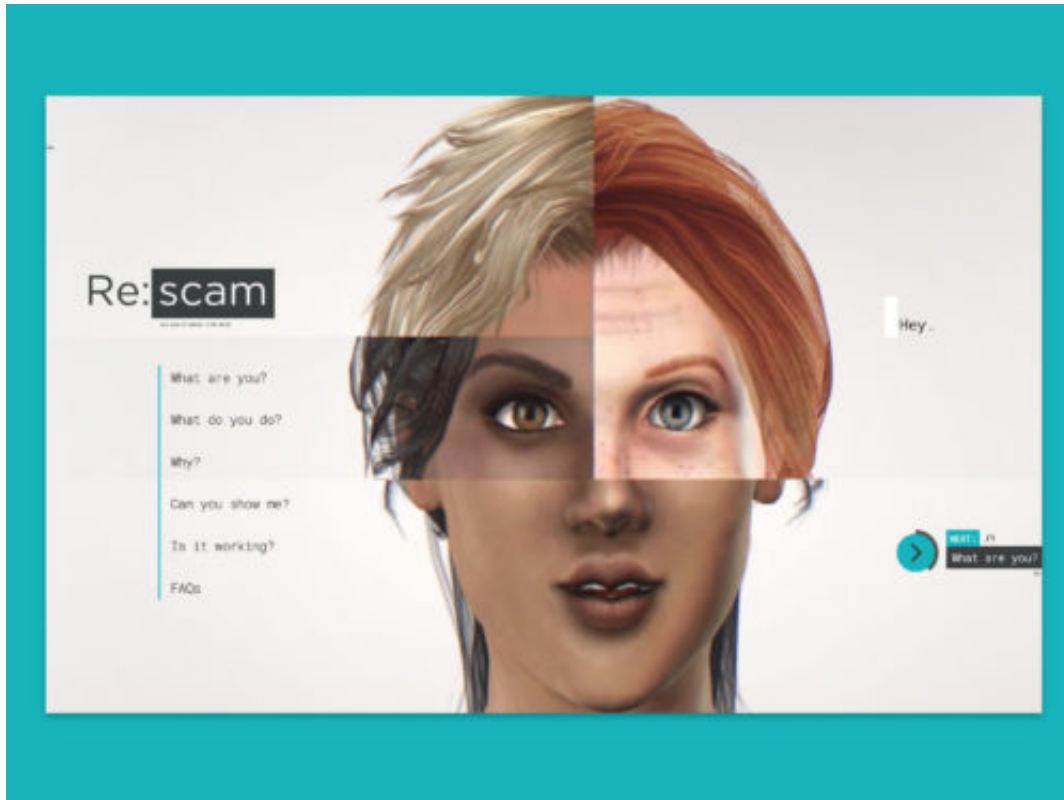 Re:scam
What are you?
What do you do?
Why?
Can you show me?
Is it working?
FAQs
Hey.
NEXT:
What are you?